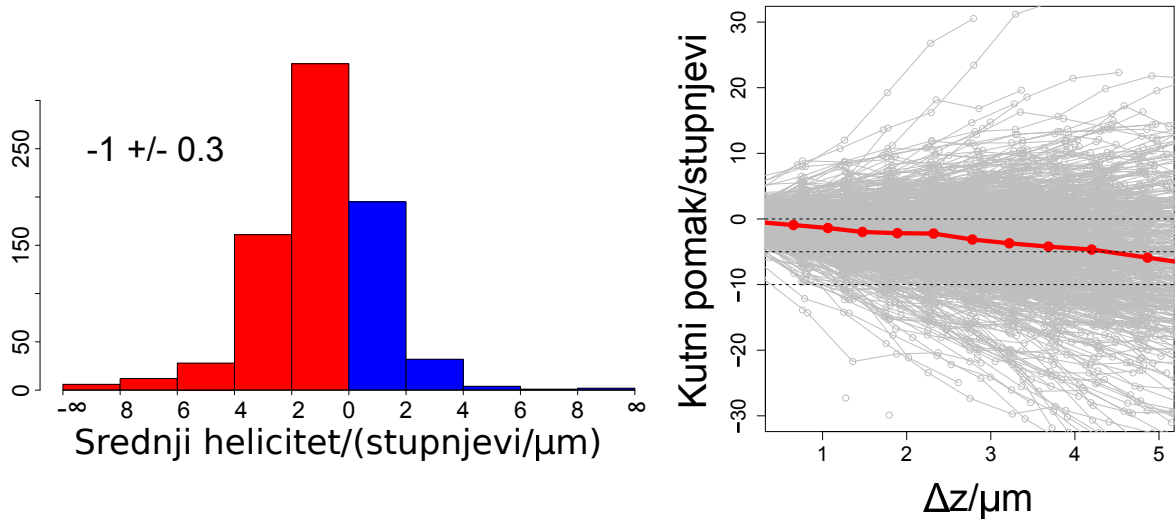 -1 +/- 0.3
250
150
50
0
-∞ 8 6 4 2 0 2 4 6 8 ∞
Srednji helicitet/(stupnjevi/µm)
Kutni pomak/stupnjevi
30
20
10
0
−10
−20
−30
1 2 3 4 5
Δz/µm